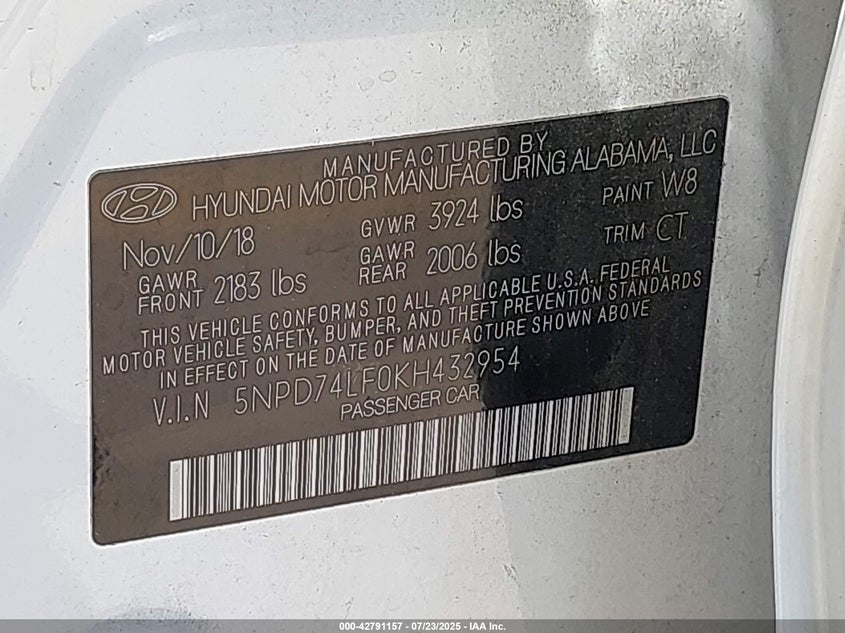 MANUFACTURED BY
HYUNDAI MOTOR MANUFACTURING ALABAMA, LLC
Nov/10/18 GVWR 3924 lbs PAINT W8
GAWR FRONT 2183 lbs GAWR REAR 2006 lbs TRIM CT
THIS VEHICLE CONFORMS TO ALL APPLICABLE U.S.A. FEDERAL
MOTOR VEHICLE SAFETY, BUMPER, AND THEFT PREVENTION STANDARDS
IN EFFECT ON THE DATE OF MANUFACTURE SHOWN ABOVE
V.I.N 5NPD74LF0KH432954
PASSENGER CAR
000-42791157 - 07/23/2025 - IAA Inc.